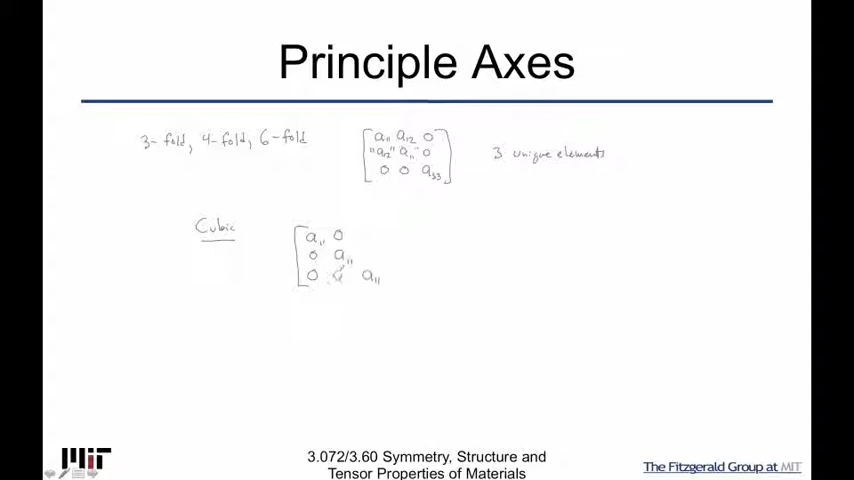 Principle Axes
3-fold, 4-fold, 6-fold
a11 a12 0
"a12" a11" 0
0 0 a33
3 unique elements
Cubic
a11 0
0 a11
0 a11
MIT
3.072/3.60 Symmetry, Structure and
Tensor Properties of Materials
The Fitzgerald Group at MIT